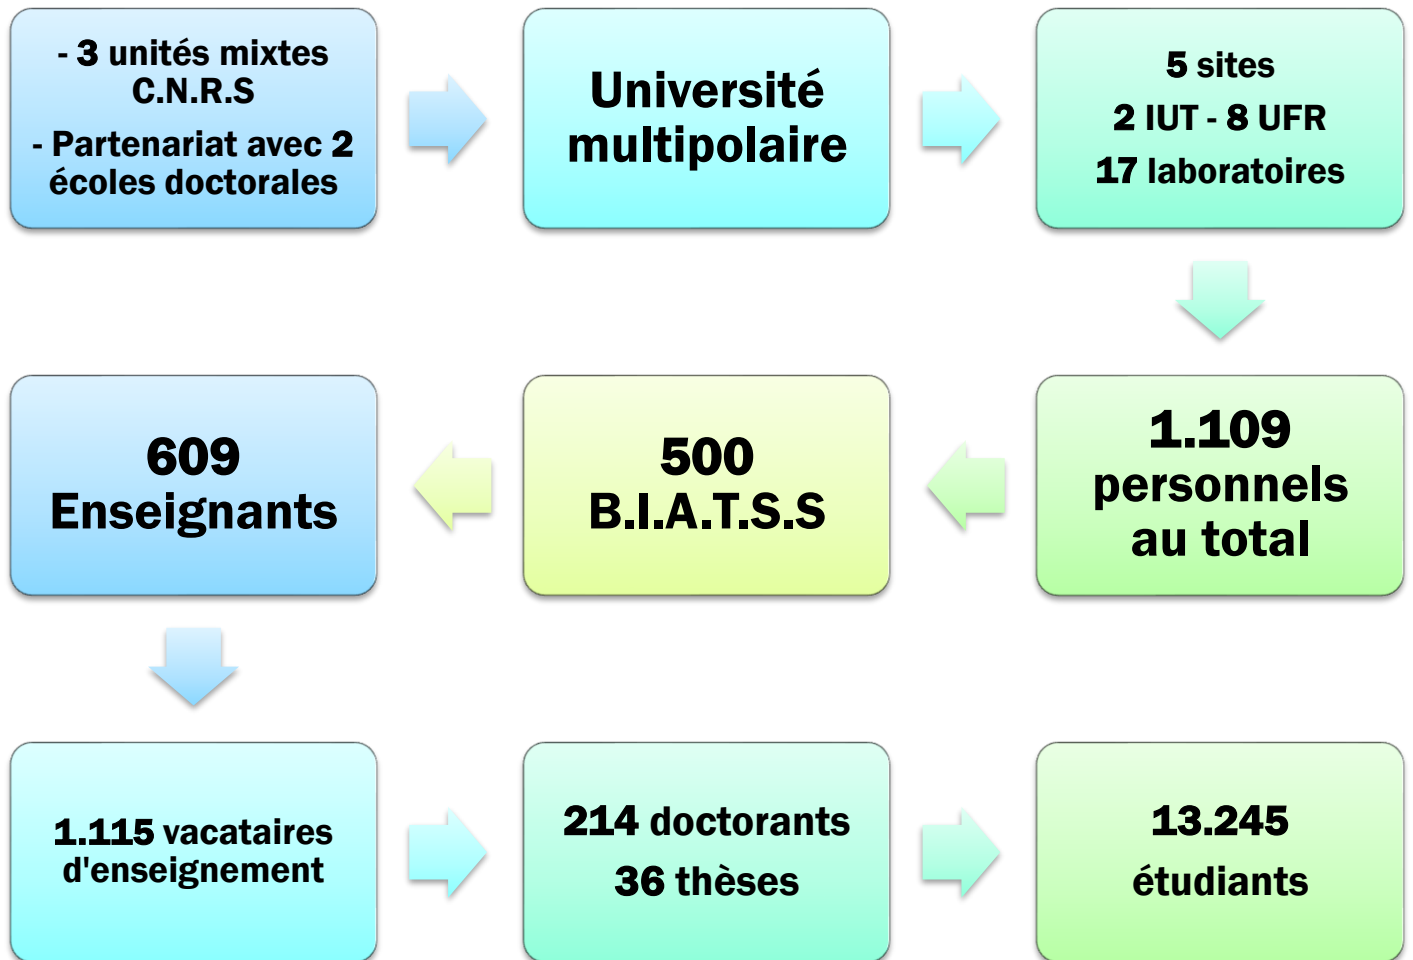 - 3 unités mixtes
C.N.R.S
- Partenariat avec 2
écoles doctorales
Université
multipolaire
5 sites
2 IUT - 8 UFR
17 laboratoires
1.109
personnels
au total
500
B.I.A.T.S.S
609
Enseignants
1.115 vacataires
d'enseignement
214 doctorants
36 thèses
13.245
étudiants